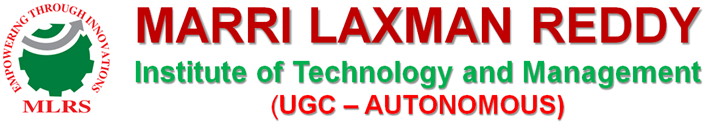 EMPOWERING THROUGH INNOVATIONS
MLRS
MARRI LAXMAN REDDY
Institute of Technology and Management
(UGC – AUTONOMOUS)